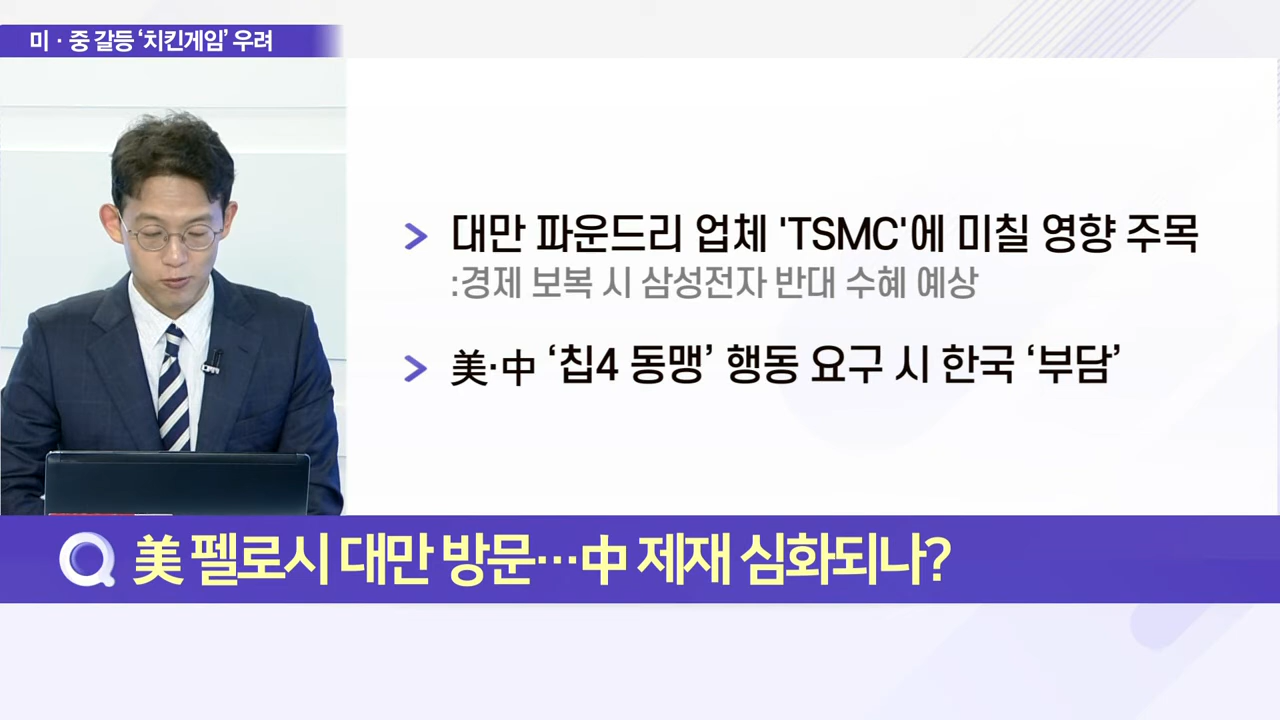 미·중 갈등 ‘치킨게임’ 우려
대만 파운드리 업체 'TSMC'에 미칠 영향 주목
:경제 보복 시 삼성전자 반대 수혜 예상
美·中 ‘칩4 동맹’ 행동 요구 시 한국 ‘부담’
美 펠로시 대만 방문…中 제재 심화되나?